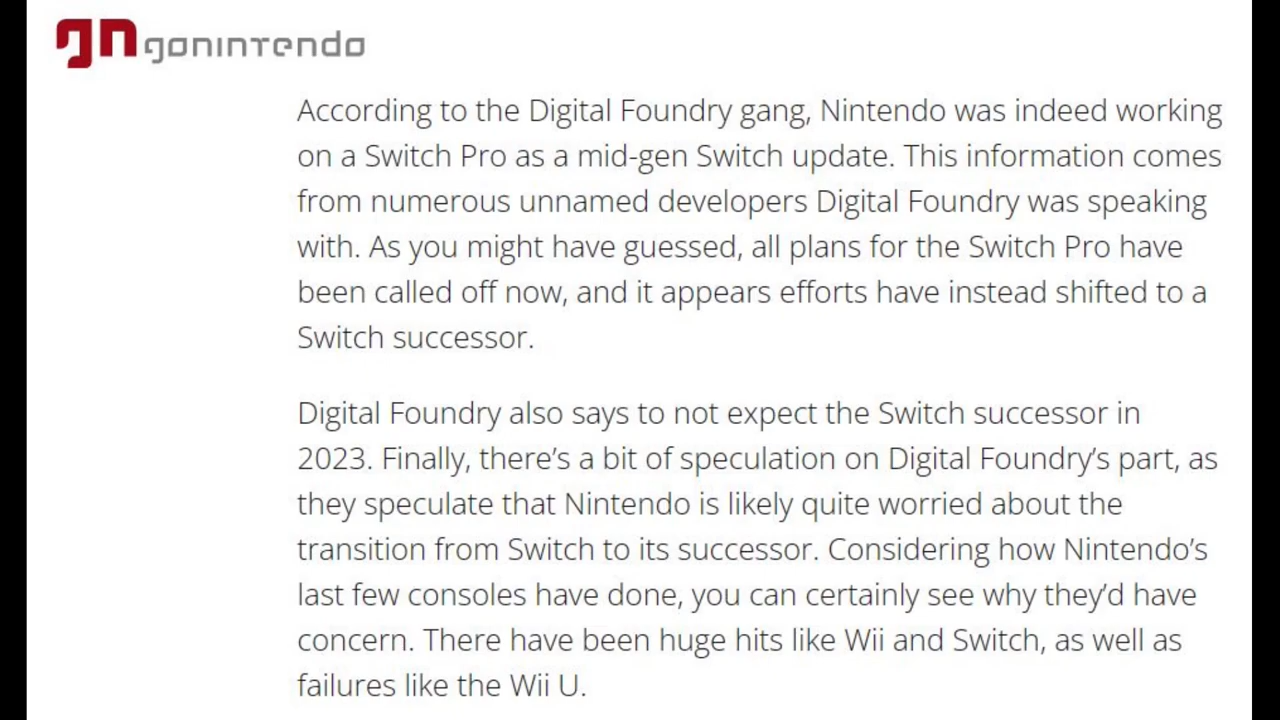 gonintendo
According to the Digital Foundry gang, Nintendo was indeed working
on a Switch Pro as a mid-gen Switch update. This information comes
from numerous unnamed developers Digital Foundry was speaking
with. As you might have guessed, all plans for the Switch Pro have
been called off now, and it appears efforts have instead shifted to a
Switch successor.
Digital Foundry also says to not expect the Switch successor in
2023. Finally, there’s a bit of speculation on Digital Foundry’s part, as
they speculate that Nintendo is likely quite worried about the
transition from Switch to its successor. Considering how Nintendo’s
last few consoles have done, you can certainly see why they’d have
concern. There have been huge hits like Wii and Switch, as well as
failures like the Wii U.